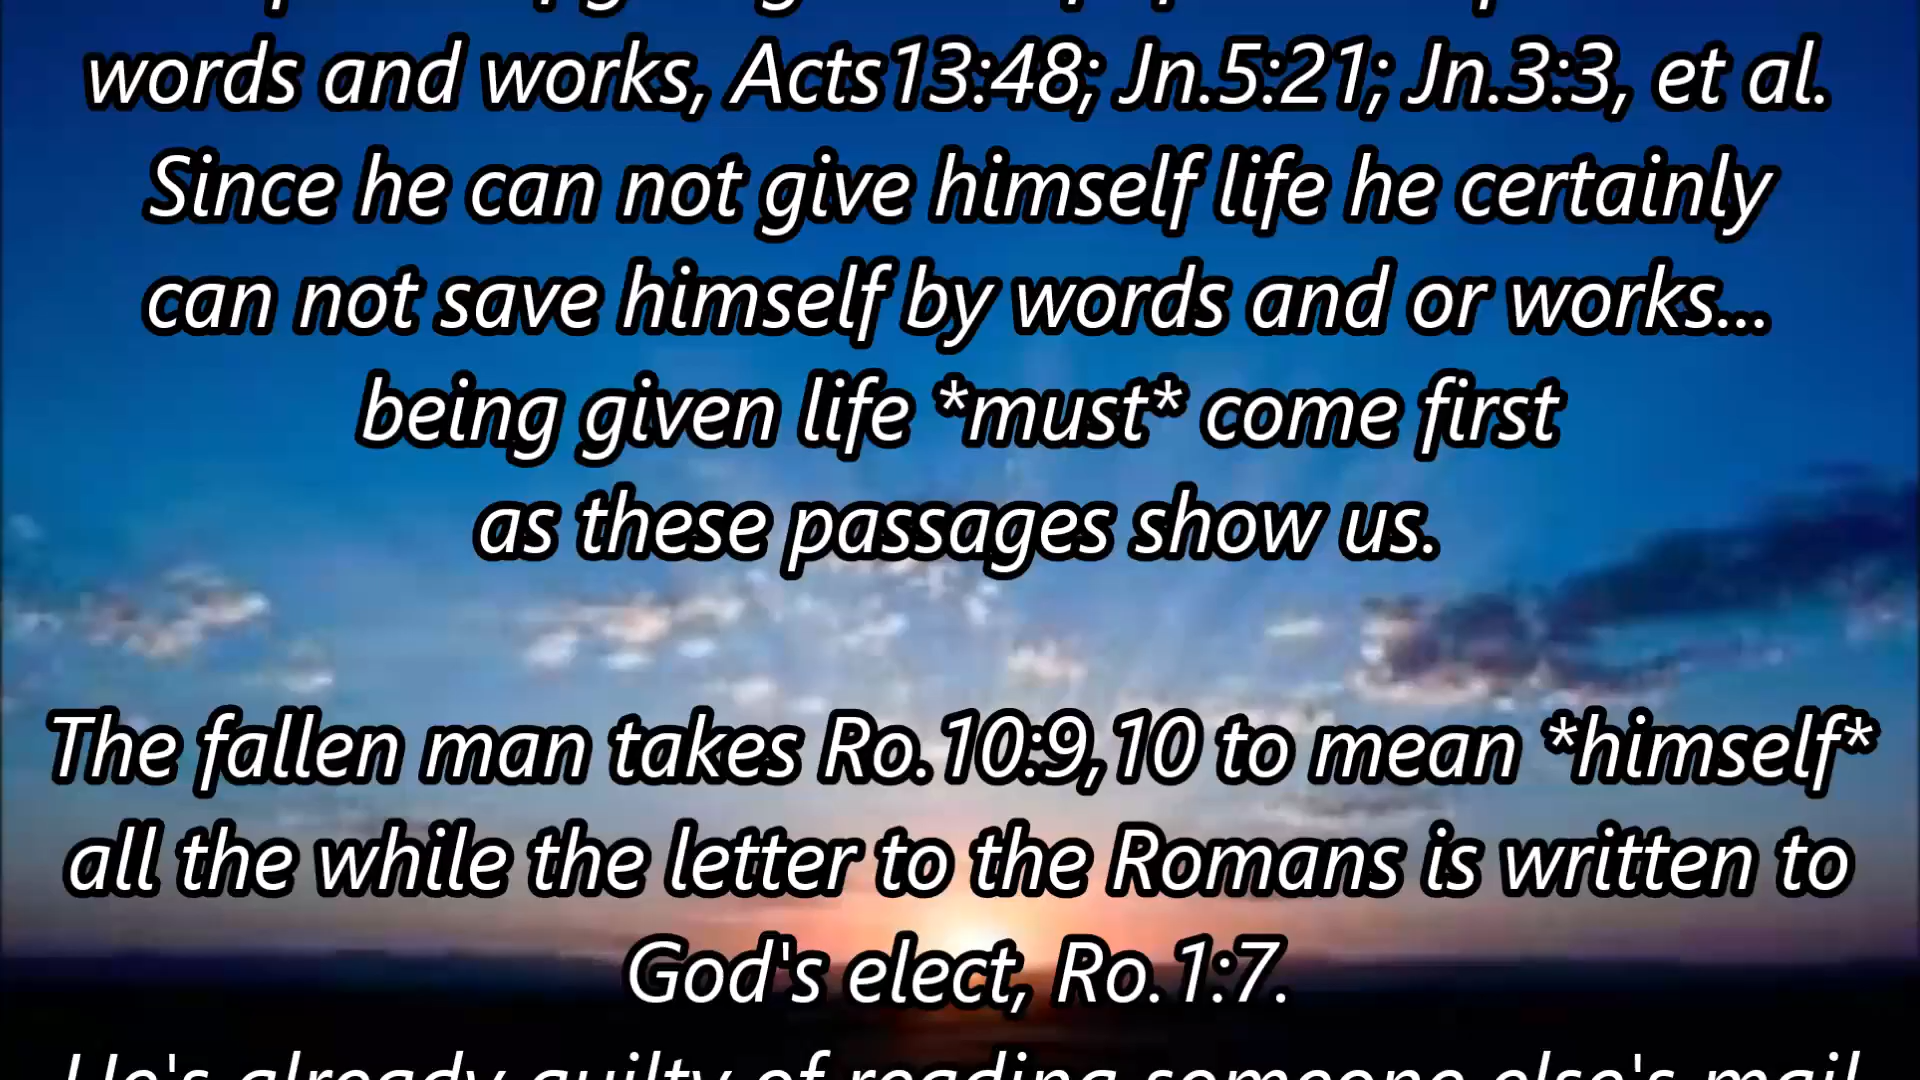 words and works, Acts13:48; Jn.5:21; Jn.3:3, et al.
Since he can not give himself life he certainly
can not save himself by words and or works...
being given life *must* come first
as these passages show us.
The fallen man takes Ro.10:9,10 to mean *himself*
all the while the letter to the Romans is written to
God's elect, Ro.1:7.
He's already guilty of reading someone else's mail